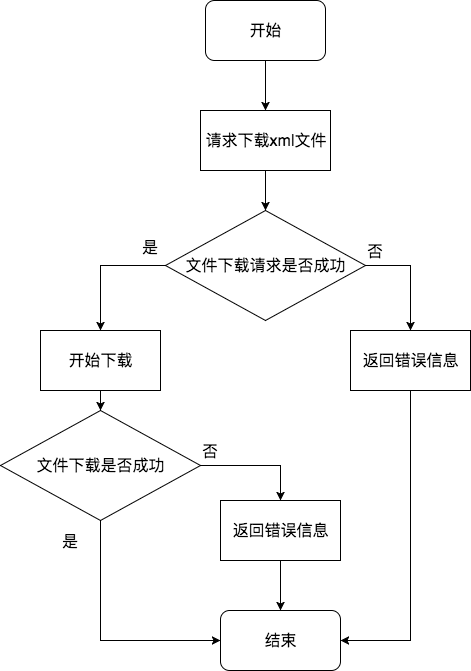 开始
请求下载xml文件
是
否
文件下载请求是否成功
开始下载
返回错误信息
否
文件下载是否成功
返回错误信息
是
结束